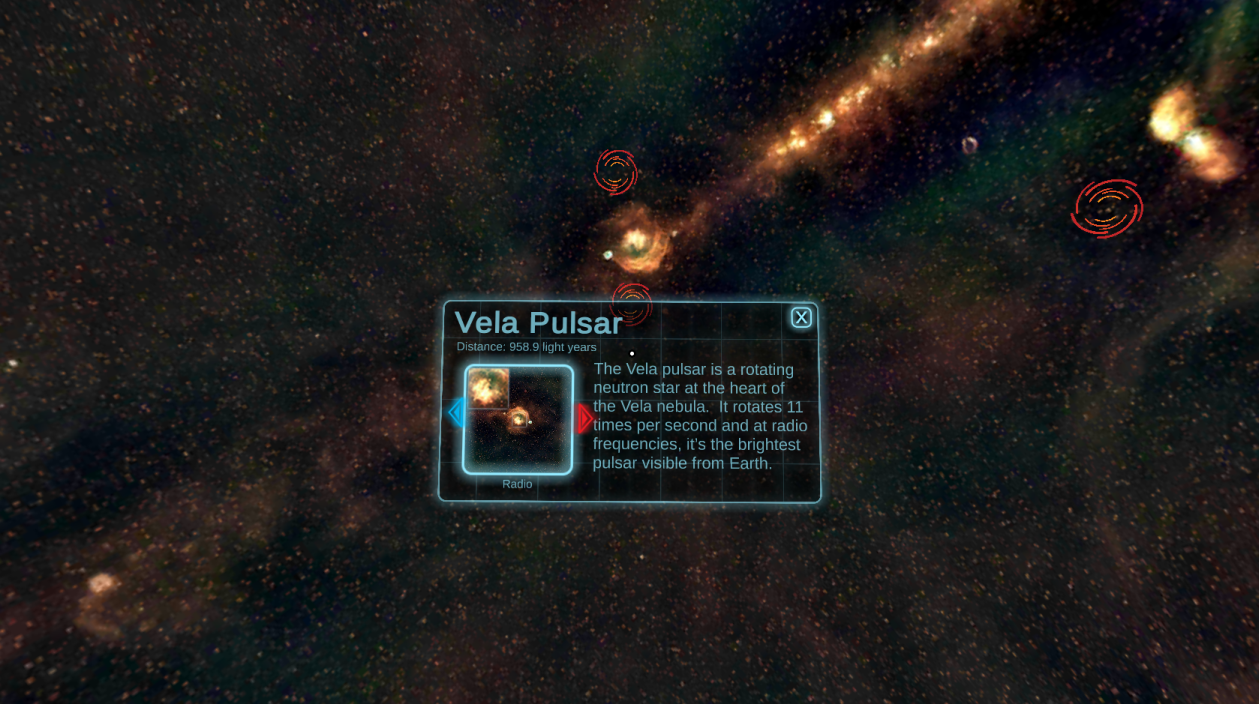 Vela Pulsar
X
Distance: 958.9 light years
The Vela pulsar is a rotating
neutron star at the heart of
the Vela nebula.  It rotates 11
times per second and at radio
frequencies, it's the brightest
pulsar visible from Earth.
Radio